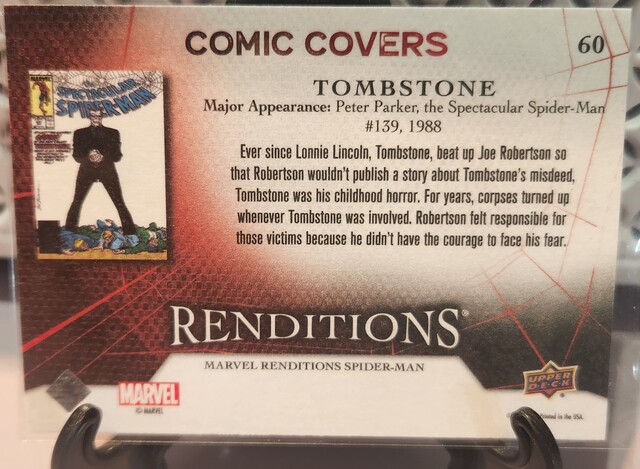 COMIC COVERS
60
MARVEL
the SPECTACULAR
SPIDER-MAN
TOMBSTONE
Major Appearance: Peter Parker, the Spectacular Spider-Man
#139, 1988
Ever since Lonnie Lincoln, Tombstone, beat up Joe Robertson so
that Robertson wouldn't publish a story about Tombstone's misdeed,
Tombstone was his childhood horror. For years, corpses turned up
whenever Tombstone was involved. Robertson felt responsible for
those victims because he didn't have the courage to face his fear.
RENDITIONS®
MARVEL RENDITIONS SPIDER-MAN
MARVEL
© MARVEL
UPPER
D·E·C·K
®
Printed in the USA.